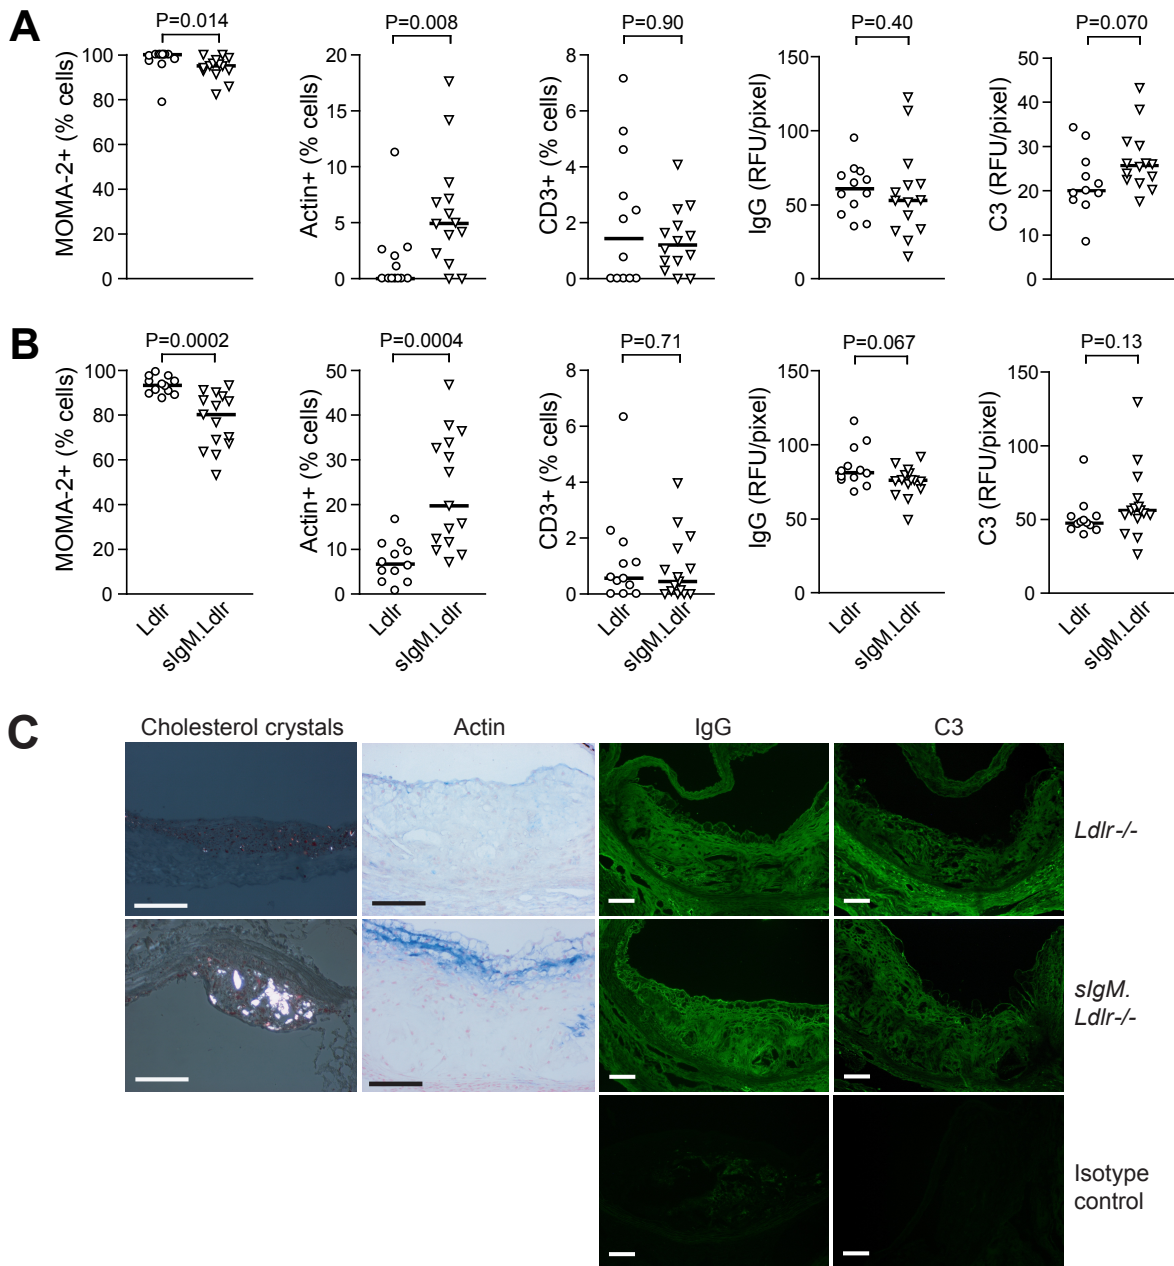 A
P=0.014
P=0.008
P=0.90
P=0.40
P=0.070
MOMA-2+ (% cells)
100
80
60
40
20
0
Actin+ (% cells)
20
15
10
5
0
CD3+ (% cells)
8
6
4
2
0
IgG (RFU/pixel)
150
100
50
0
C3 (RFU/pixel)
50
40
30
20
10
0
B
P=0.0002
P=0.0004
P=0.71
P=0.067
P=0.13
MOMA-2+ (% cells)
100
80
60
40
20
0
Ldlr
sIgM.Ldlr
Actin+ (% cells)
50
40
30
20
10
0
Ldlr
sIgM.Ldlr
CD3+ (% cells)
8
6
4
2
0
Ldlr
sIgM.Ldlr
IgG (RFU/pixel)
150
100
50
0
Ldlr
sIgM.Ldlr
C3 (RFU/pixel)
150
100
50
0
Ldlr
sIgM.Ldlr
C
Cholesterol crystals
Actin
IgG
C3
Ldlr-/-
sIgM.
Ldlr-/-
Isotype
control